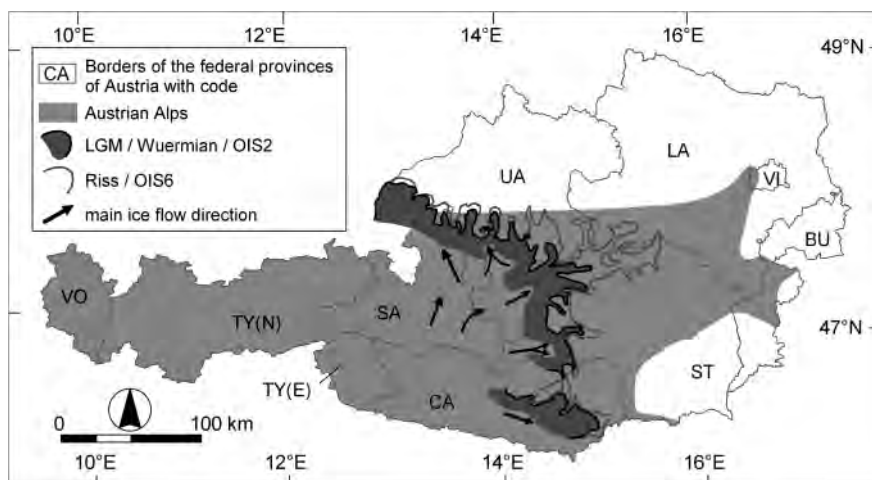 10°E 12°E 14°E 16°E
49°N
CA Borders of the federal provinces
of Austria with code
Austrian Alps
LGM / Wuermian / OIS2
Riss / OIS6
main ice flow direction
LA
UA
VI
BU
VO
SA
TY(N)
47°N
ST
TY(E)
CA
0 100 km
10°E 12°E 14°E 16°E